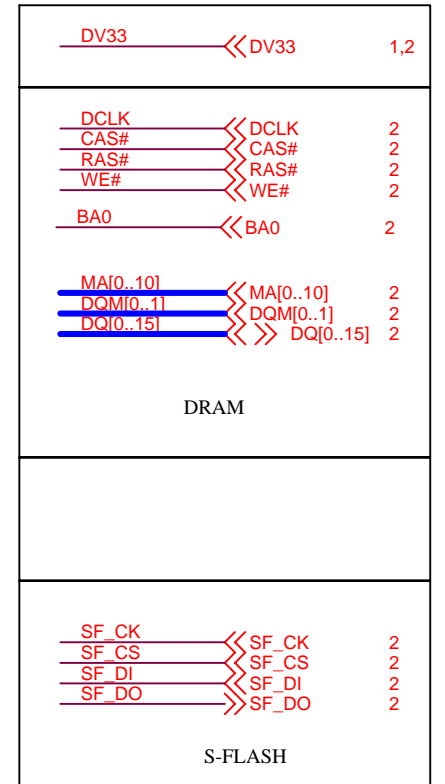 DV33 DV33 1,2
DCLK DCLK 2
CAS# CAS# 2
RAS# RAS# 2
WE# WE# 2
BA0 BA0 2
MA[0..10] MA[0..10] 2
DQM[0..1] DQM[0..1] 2
DQ[0..15] DQ[0..15] 2
DRAM
SF_CK SF_CK 2
SF_CS SF_CS 2
SF_DI SF_DI 2
SF_DO SF_DO 2
S-FLASH